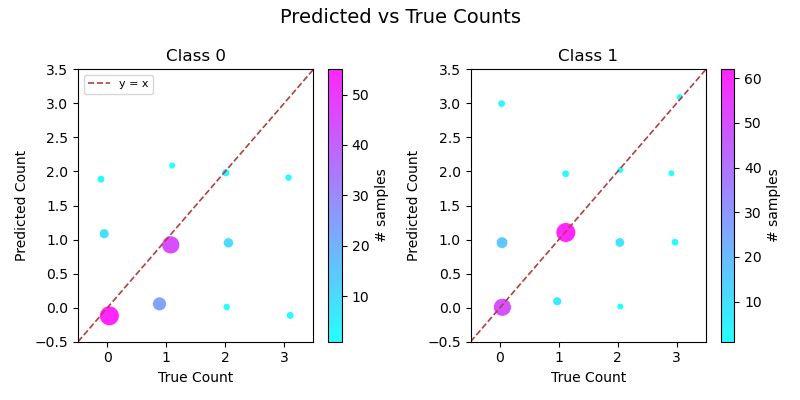 Predicted vs True Counts
Class 0
y = x
3.5
3.0
2.5
2.0
1.5
1.0
0.5
0.0
−0.5
0 1 2 3
True Count
Predicted Count
50
40
30
20
10
# samples
Class 1
3.5
3.0
2.5
2.0
1.5
1.0
0.5
0.0
−0.5
0 1 2 3
True Count
Predicted Count
60
50
40
30
20
10
# samples